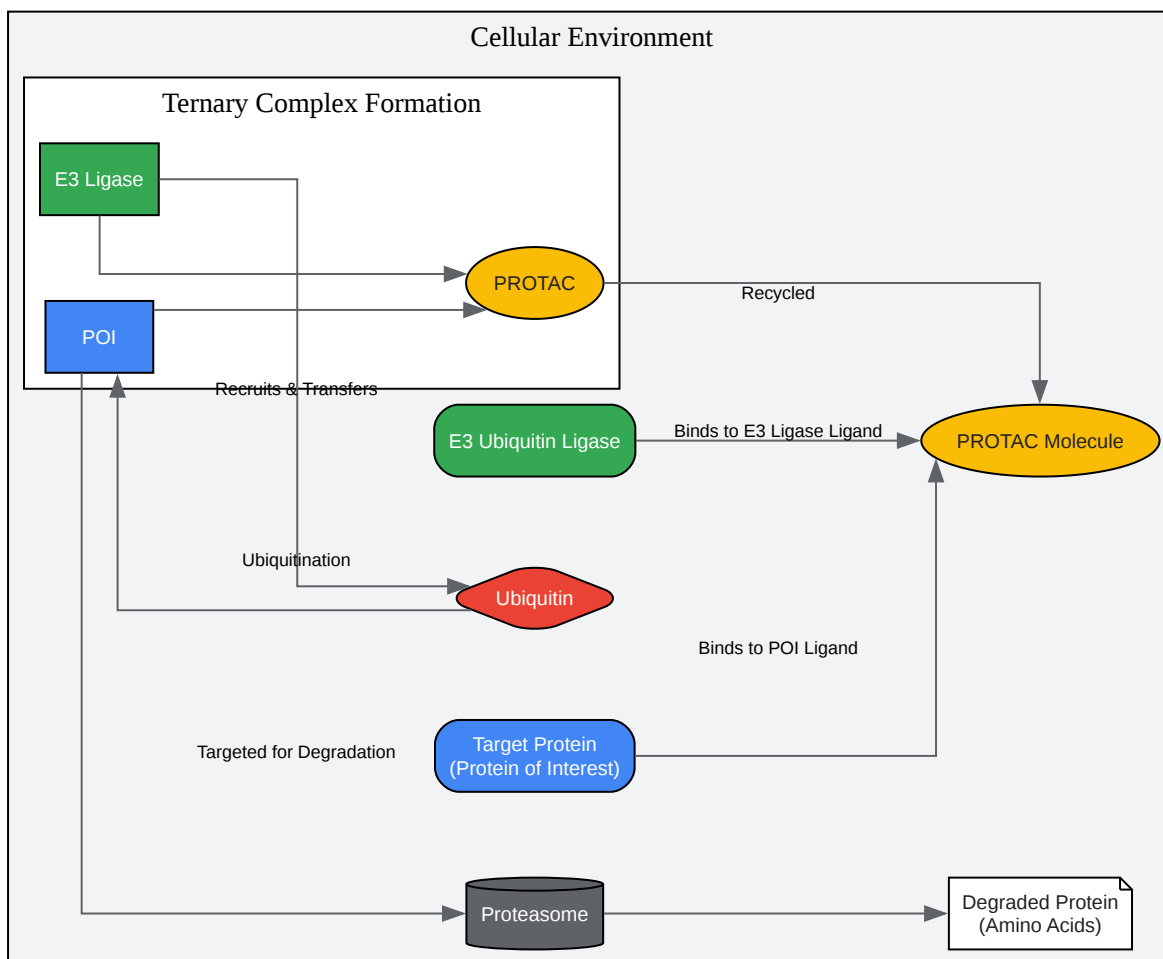 Cellular Environment
Ternary Complex Formation
E3 Ligase
PROTAC
Recycled
POI
Recruits & Transfers
E3 Ubiquitin Ligase
Binds to E3 Ligase Ligand
PROTAC Molecule
Ubiquitination
Ubiquitin
Binds to POI Ligand
Targeted for Degradation
Target Protein
(Protein of Interest)
Proteasome
Degraded Protein
(Amino Acids)